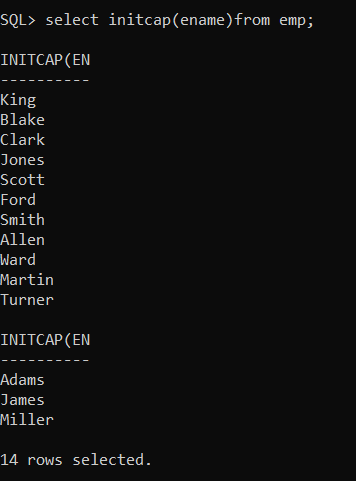 SQL> select initcap(ename)from emp;
INITCAP(EN
----------
King
Blake
Clark
Jones
Scott
Ford
Smith
Allen
Ward
Martin
Turner
INITCAP(EN
----------
Adams
James
Miller
14 rows selected.